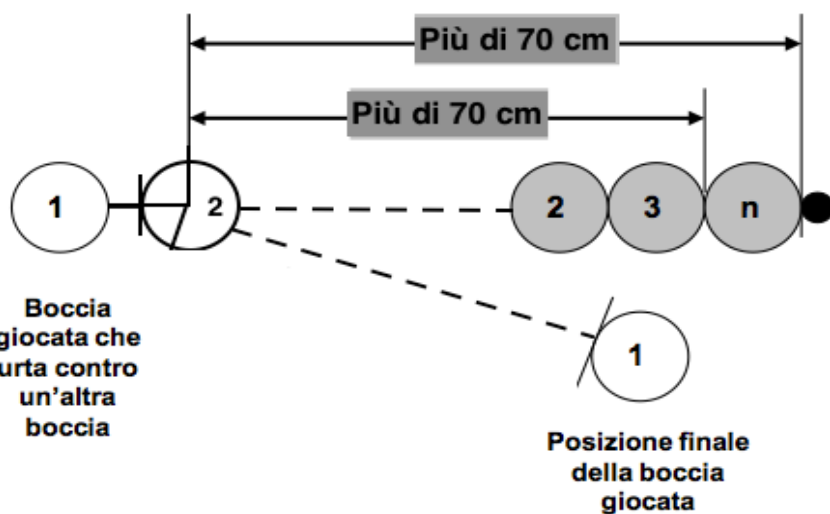 Più di 70 cm
Più di 70 cm
1
2
2
3
n
Boccia
giocata che
urta contro
un’altra
boccia
1
Posizione finale
della boccia
giocata